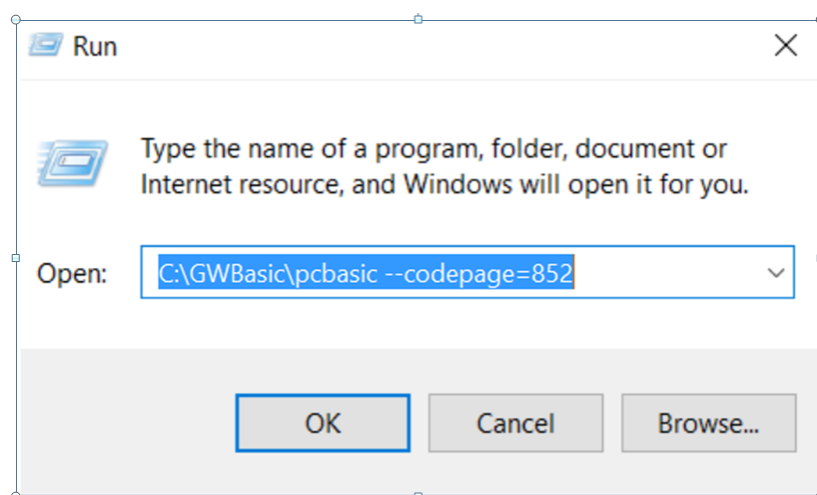 Run
Type the name of a program, folder, document or
Internet resource, and Windows will open it for you.
Open: C:\GWBasic\pcbasic --codepage=852
OK Cancel Browse...